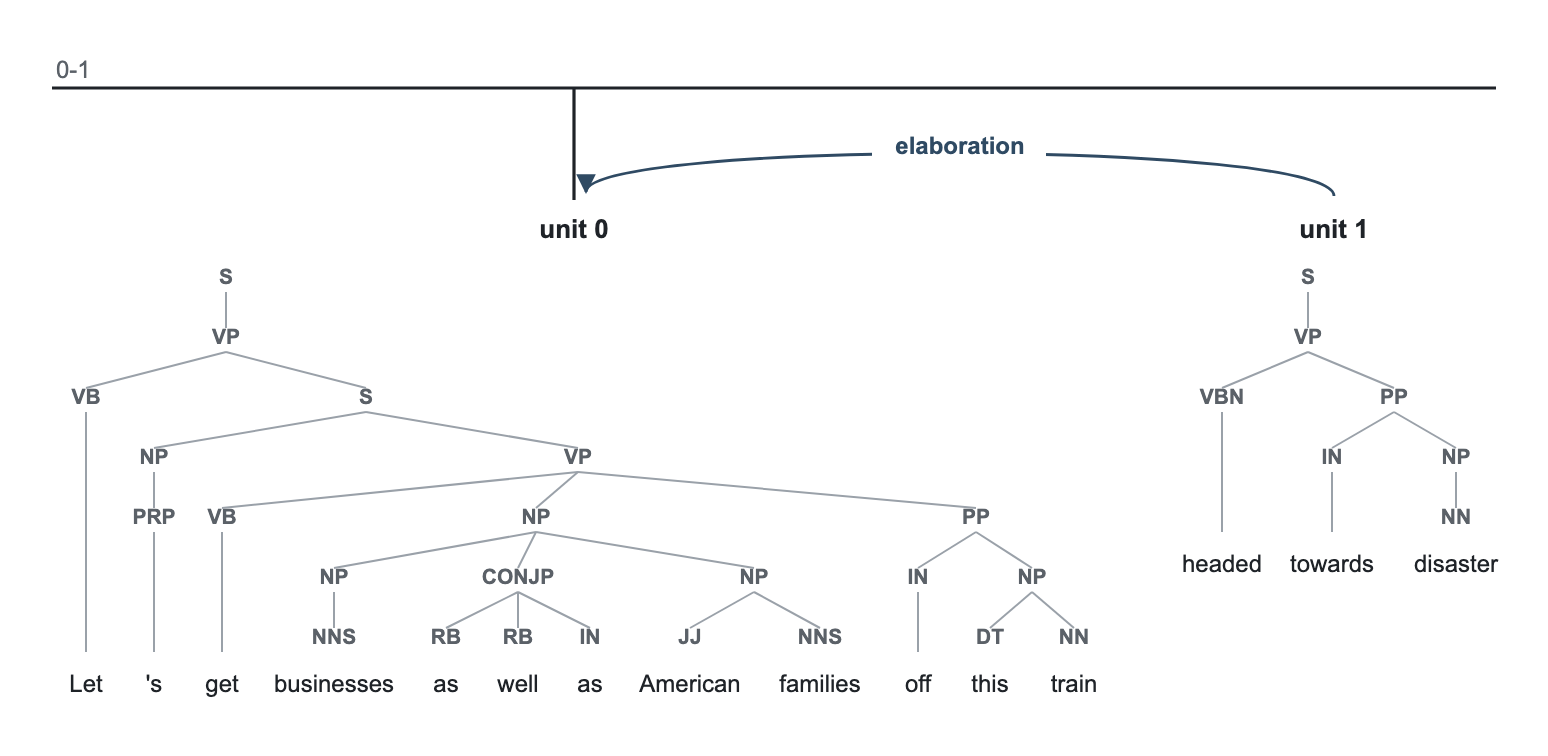 0-1
elaboration
unit 0 unit 1
S S
VP VP
VB S VBN PP
NP VP IN NP
PRP VB NP PP NN
headed towards disaster
NP CONJP NP IN NP
NNS RB RB IN JJ NNS DT NN
Let 's get businesses as well as American families off this train